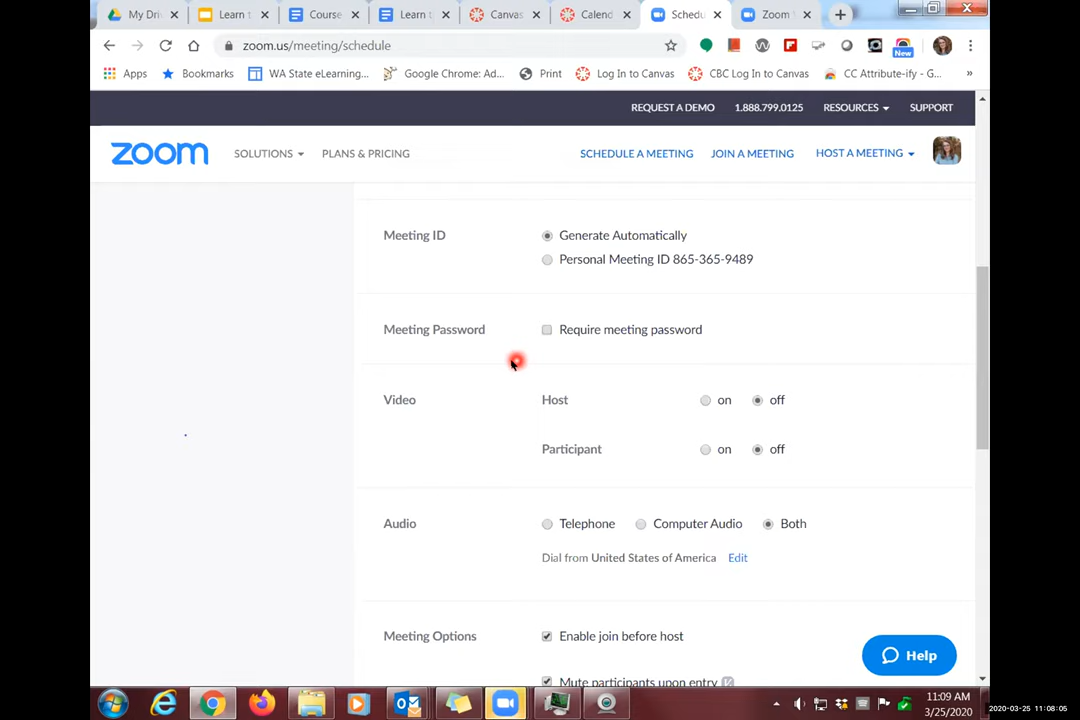 My Dri
Learn t
Course
Learn t
Canvas
Calend
Schedu
Zoom
zoom.us/meeting/schedule
New
Apps
Bookmarks
WA State eLearning...
Google Chrome: Ad...
Print
Log In to Canvas
CBC Log In to Canvas
CC Attribute-ify - G...
»
REQUEST A DEMO
1.888.799.0125
RESOURCES
SUPPORT
zoom
SOLUTIONS
PLANS & PRICING
SCHEDULE A MEETING
JOIN A MEETING
HOST A MEETING
Meeting ID
Generate Automatically
Personal Meeting ID 865-365-9489
Meeting Password
Require meeting password
Video
Host
on
off
Participant
on
off
Audio
Telephone
Computer Audio
Both
Dial from United States of America Edit
Meeting Options
Enable join before host
Mute participants upon entry
Help
11:09 AM
3/25/2020
2020-03-25 11:08:05